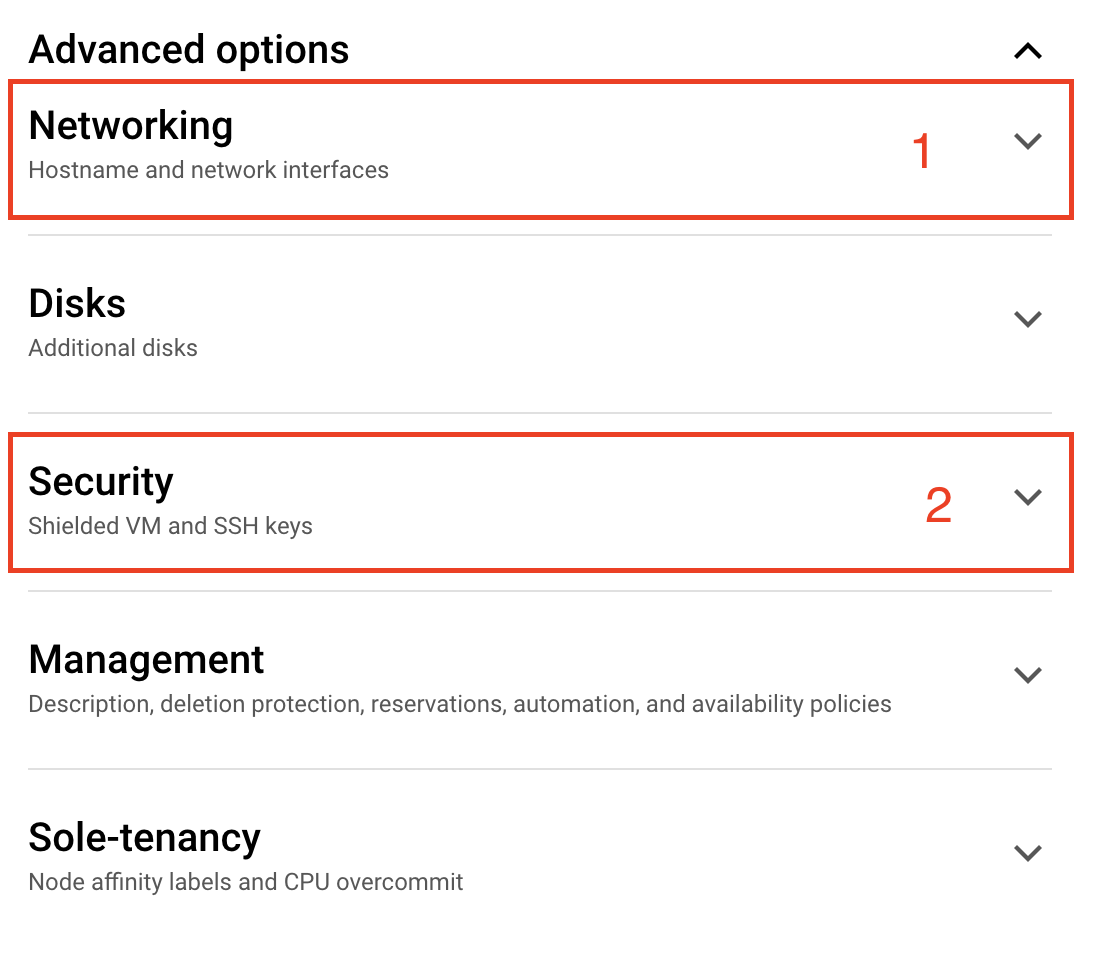 Advanced options
Networking
Hostname and network interfaces
1
Disks
Additional disks
Security
Shielded VM and SSH keys
2
Management
Description, deletion protection, reservations, automation, and availability policies
Sole-tenancy
Node affinity labels and CPU overcommit